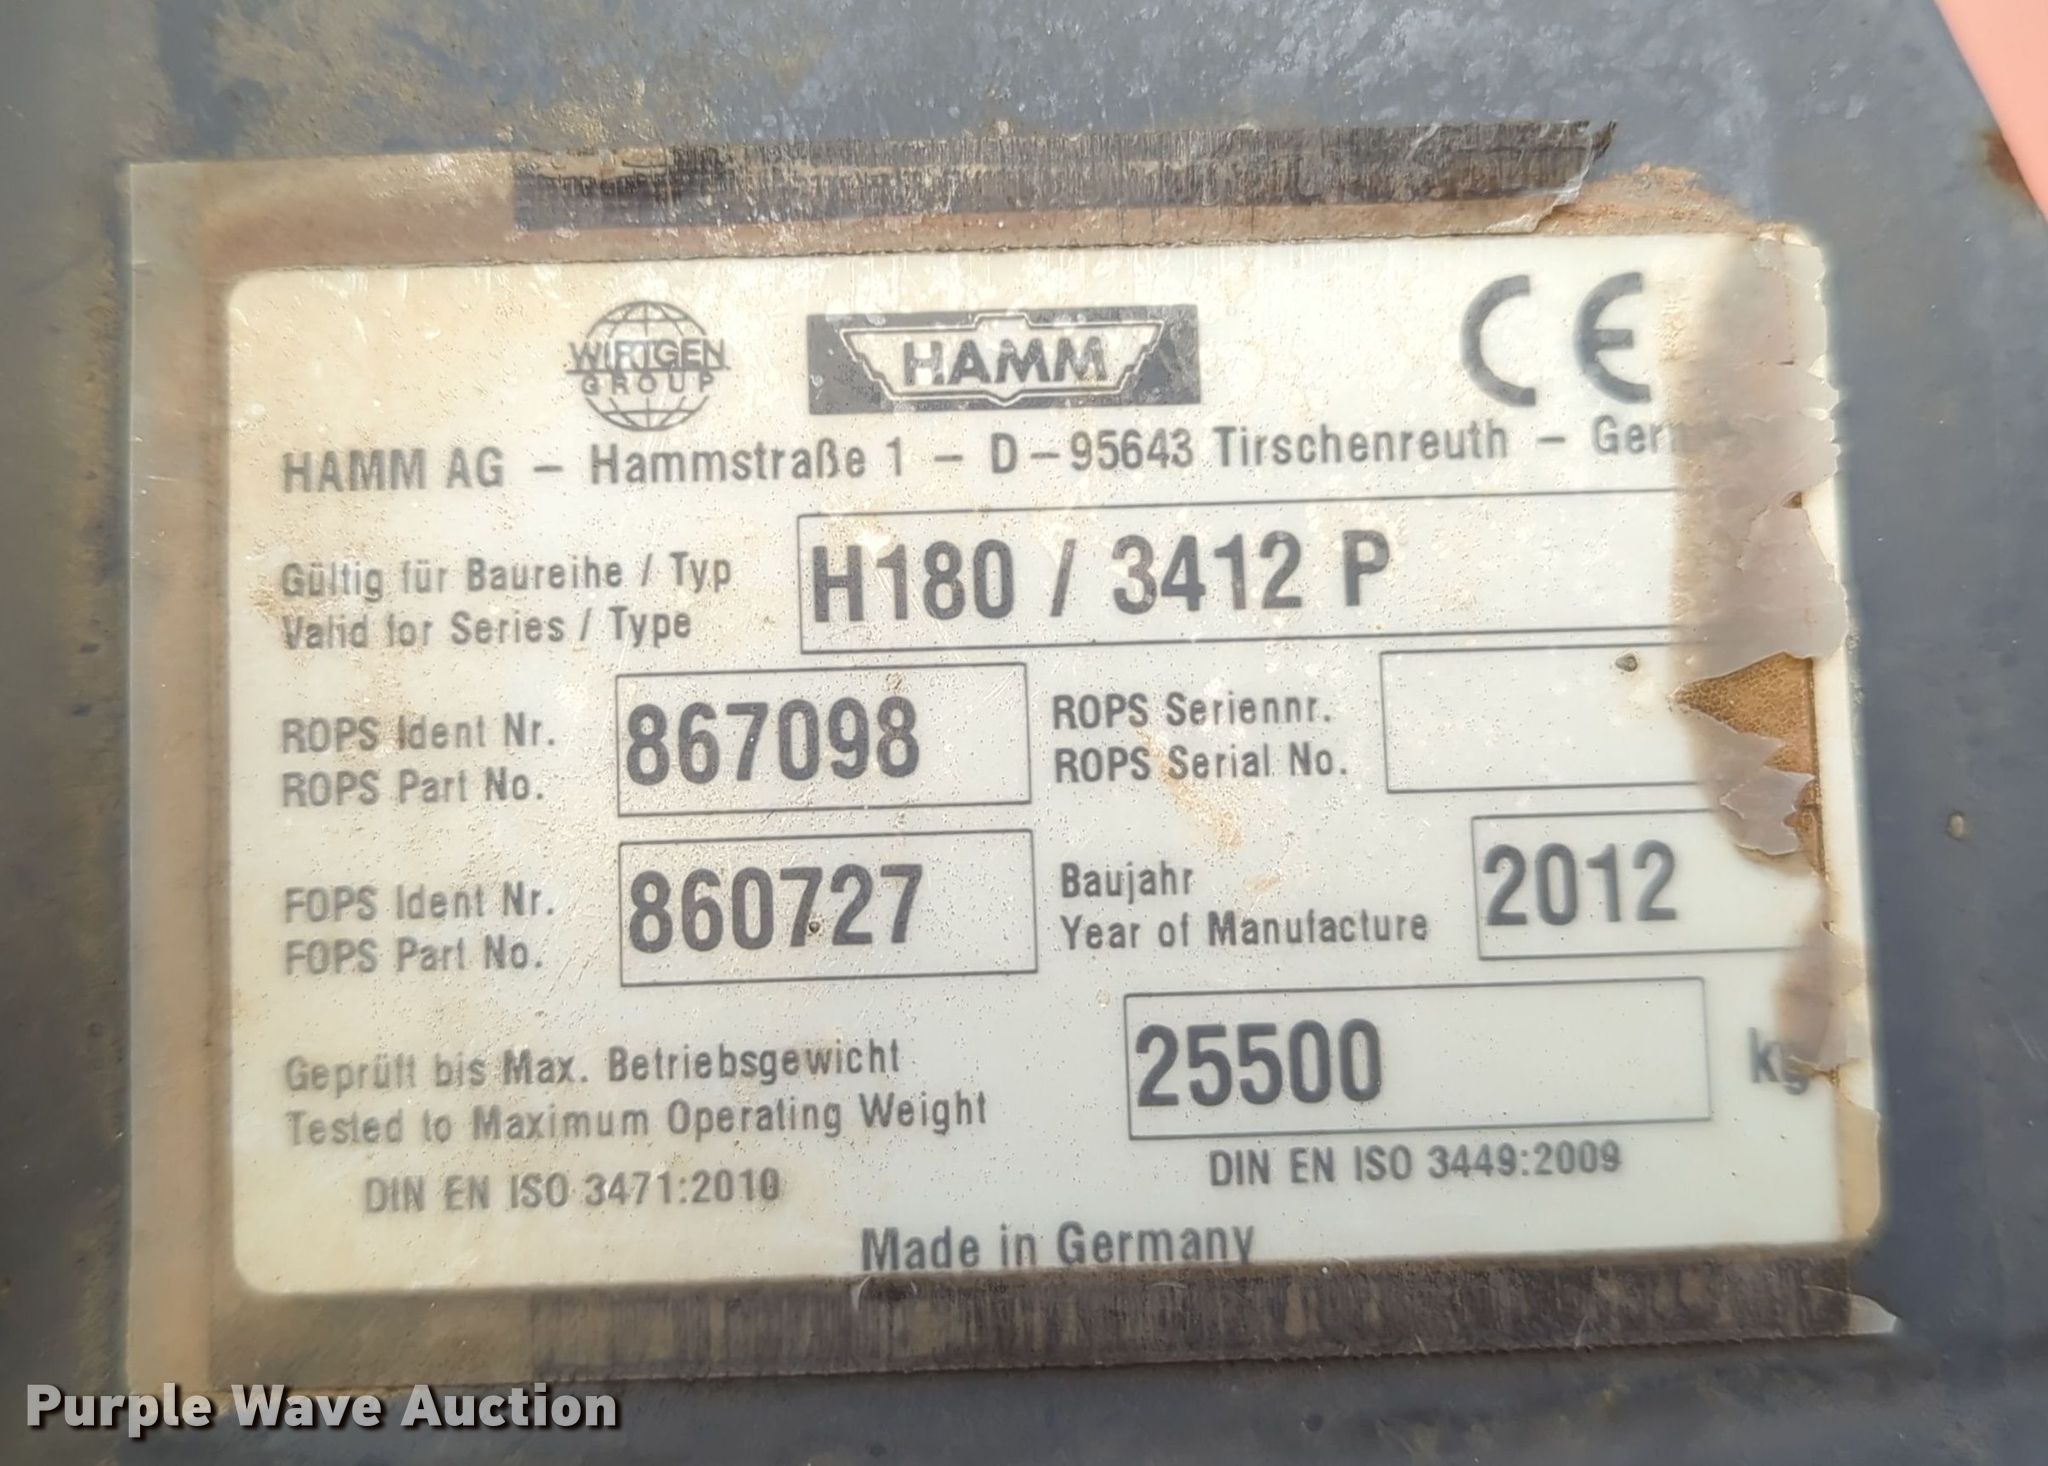 WIRTGEN
GROUP
HAMM
CE
HAMM AG – Hammstraße 1 – D – 95643 Tirschenreuth – Ger
Gültig für Baureihe / Typ
Valid for Series / Type
H180 / 3412 P
ROPS Ident Nr.
ROPS Part No.
867098
ROPS Seriennr.
ROPS Serial No.
FOPS Ident Nr.
FOPS Part No.
860727
Baujahr
Year of Manufacture
2012
Geprüft bis Max. Betriebsgewicht
Tested to Maximum Operating Weight
25500
kg
DIN EN ISO 3471:2010
DIN EN ISO 3449:2009
Made in Germany
Purple Wave Auction